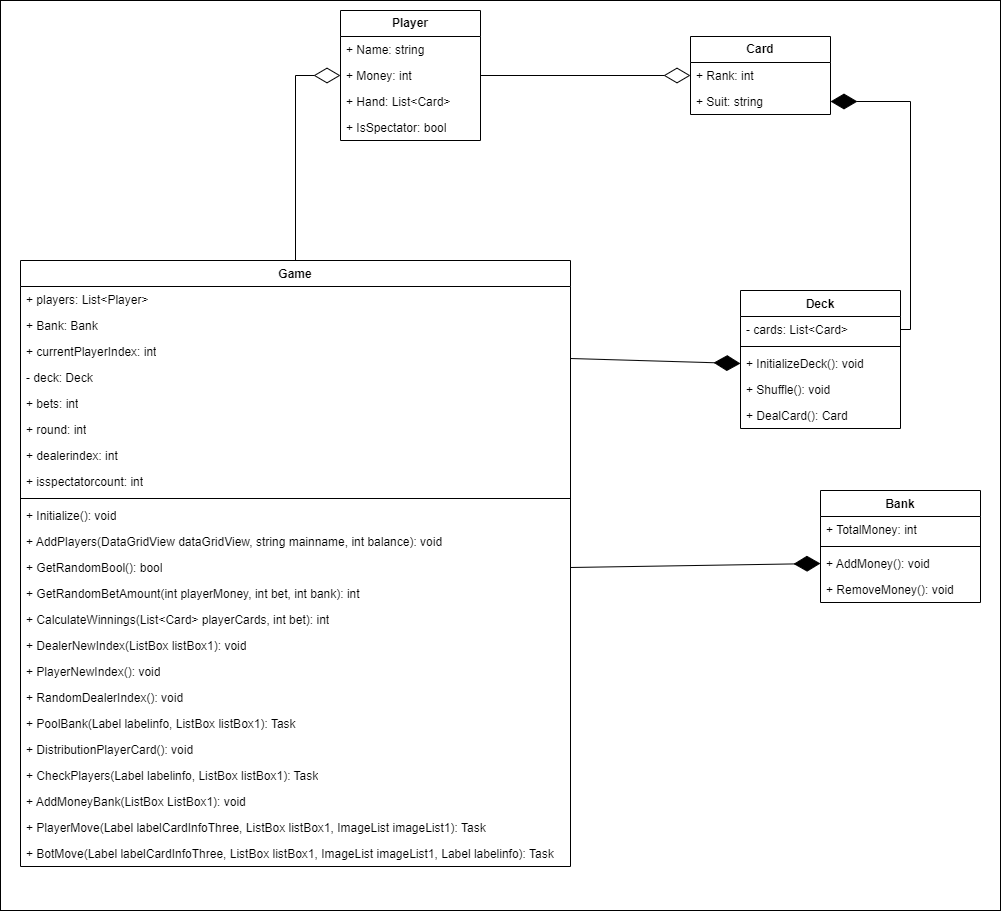 Player
+ Name: string
+ Money: int
+ Hand: List<Card>
+ IsSpectator: bool
Card
+ Rank: int
+ Suit: string
Game
+ players: List<Player>
+ Bank: Bank
+ currentPlayerIndex: int
- deck: Deck
+ bets: int
+ round: int
+ dealerindex: int
+ isspectatorcount: int
+ Initialize(): void
+ AddPlayers(DataGridView dataGridView, string mainname, int balance): void
+ GetRandomBool(): bool
+ GetRandomBetAmount(int playerMoney, int bet, int bank): int
+ CalculateWinnings(List<Card> playerCards, int bet): int
+ DealerNewIndex(ListBox listBox1): void
+ PlayerNewIndex(): void
+ RandomDealerIndex(): void
+ PoolBank(Label labelinfo, ListBox listBox1): Task
+ DistributionPlayerCard(): void
+ CheckPlayers(Label labelinfo, ListBox listBox1): Task
+ AddMoneyBank(ListBox ListBox1): void
+ PlayerMove(Label labelCardInfoThree, ListBox listBox1, ImageList imageList1): Task
+ BotMove(Label labelCardInfoThree, ListBox listBox1, ImageList imageList1, Label labelinfo): Task
Deck
- cards: List<Card>
+ InitializeDeck(): void
+ Shuffle(): void
+ DealCard(): Card
Bank
+ TotalMoney: int
+ AddMoney(): void
+ RemoveMoney(): void